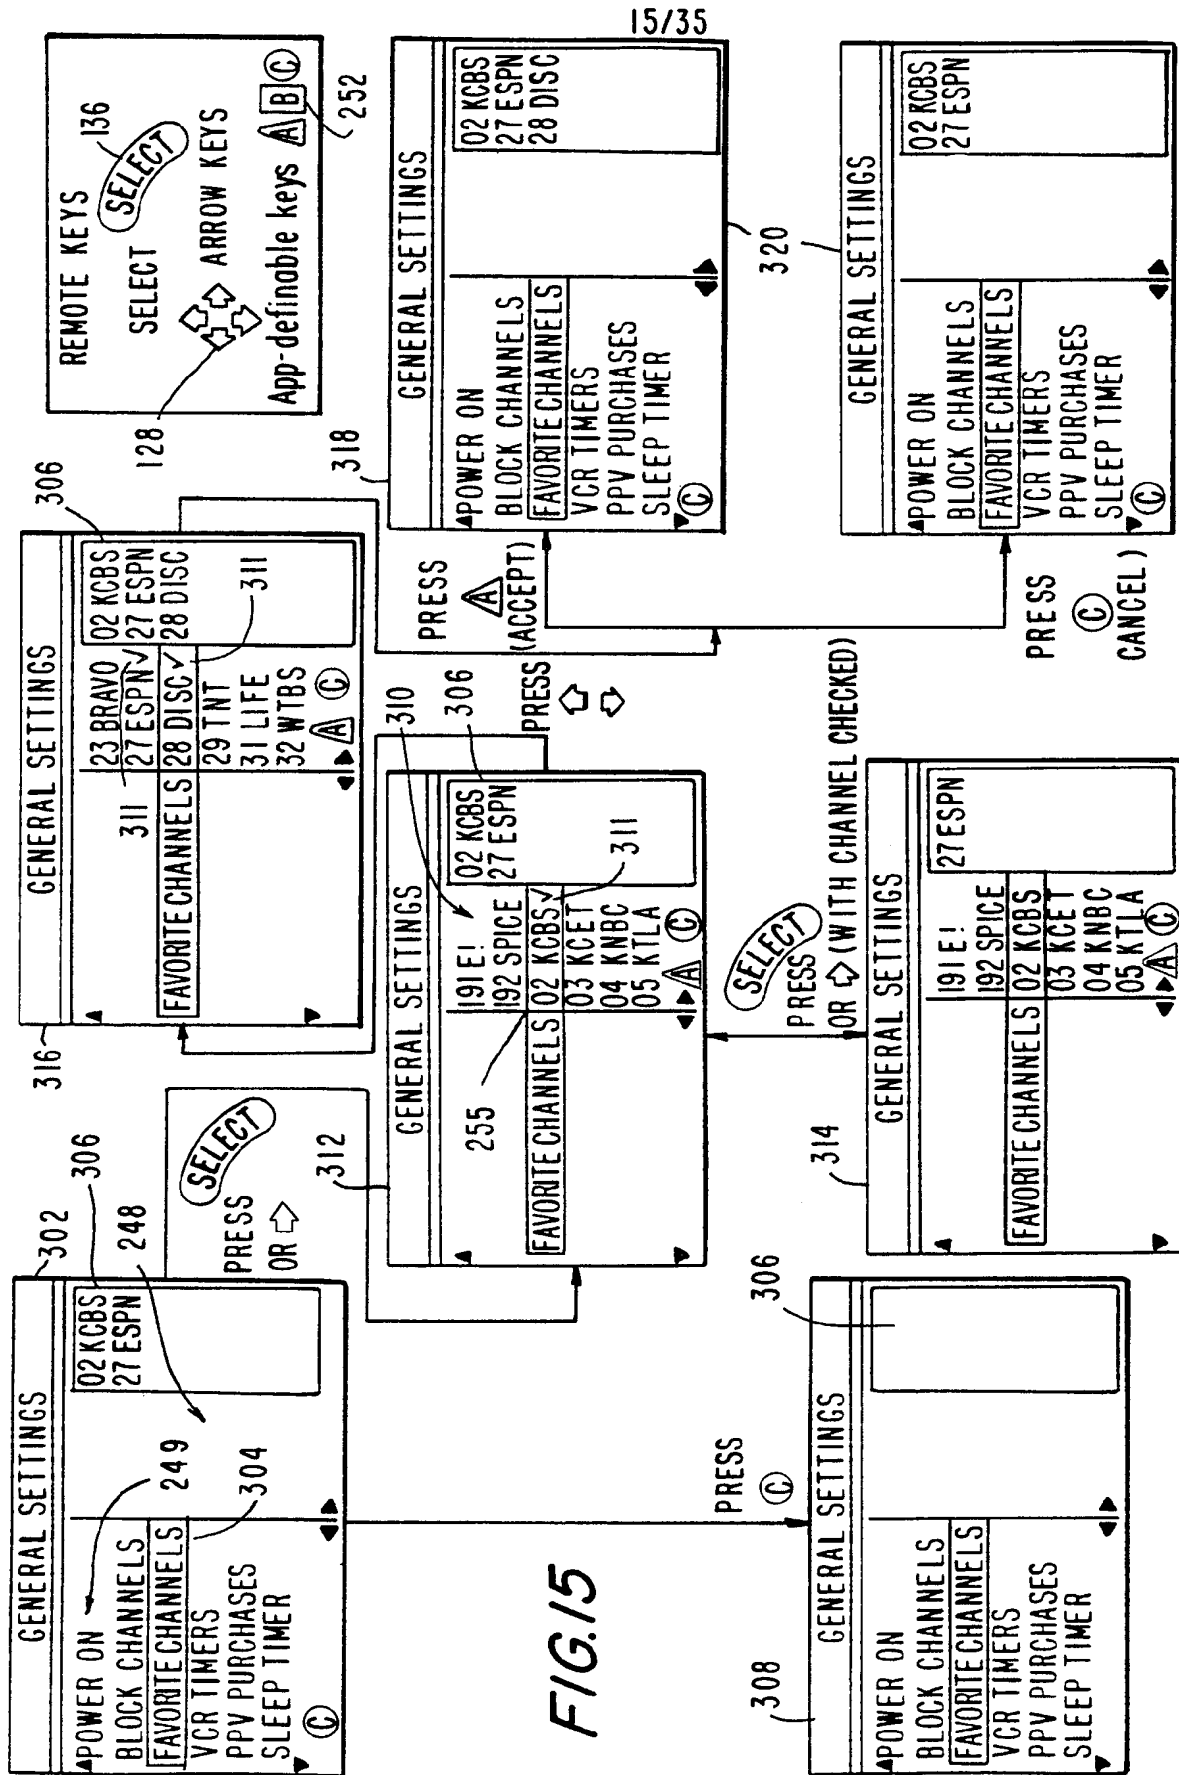 15/35
GENERAL SETTINGS
302
306
POWER ON
BLOCK CHANNELS
FAVORITE CHANNELS
VCR TIMERS
PPV PURCHASES
SLEEP TIMER
C
02 KCBS
27 ESPN
249
248
304
PRESS
SELECT
OR
PRESS
C
308
GENERAL SETTINGS
POWER ON
BLOCK CHANNELS
FAVORITE CHANNELS
VCR TIMERS
PPV PURCHASES
SLEEP TIMER
306
FIG.15
316
GENERAL SETTINGS
306
FAVORITE CHANNELS
23 BRAVO
27 ESPN✓
28 DISC✓
29 TNT
31 LIFE
32 WTBS
A C
02 KCBS
27 ESPN
28 DISC
311
311
312
GENERAL SETTINGS
310
255
306
FAVORITE CHANNELS
191 E!
192 SPICE
02 KCBS✓
03 KCET
04 KNBC
05 KTLA
A C
02 KCBS
27 ESPN
311
PRESS
PRESS
SELECT
OR (WITH CHANNEL CHECKED)
314
GENERAL SETTINGS
FAVORITE CHANNELS
191 E!
192 SPICE
02 KCBS
03 KCET
04 KNBC
05 KTLA
A C
27 ESPN
REMOTE KEYS
SELECT
SELECT
136
ARROW KEYS
128
App-definable keys A B C
252
PRESS
A
(ACCEPT)
318
GENERAL SETTINGS
POWER ON
BLOCK CHANNELS
FAVORITE CHANNELS
VCR TIMERS
PPV PURCHASES
SLEEP TIMER
C
02 KCBS
27 ESPN
28 DISC
320
PRESS
C
CANCEL)
GENERAL SETTINGS
POWER ON
BLOCK CHANNELS
FAVORITE CHANNELS
VCR TIMERS
PPV PURCHASES
SLEEP TIMER
C
02 KCBS
27 ESPN